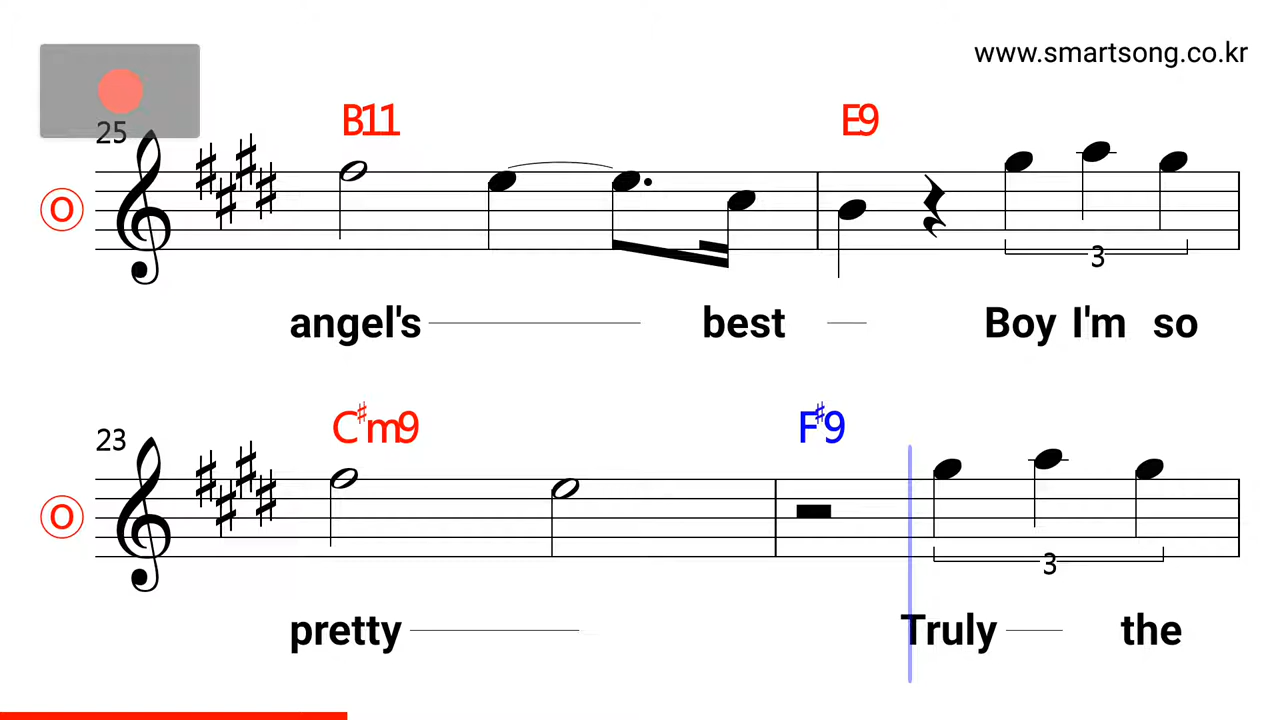 www.smartsong.co.kr
25
B11 E9
O
3
angel's best Boy I'm so
23
C♯m9 F♯9
O
3
pretty Truly the